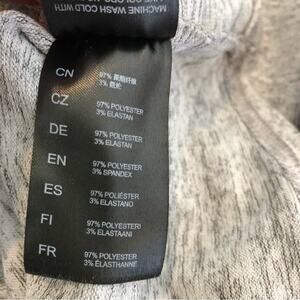 MACHINE WASH COLD WITH
CN
97% 聚酯纤维
3% 氨纶
CZ
97% POLYESTER
3% ELASTAN
DE
97% POLYESTER
3% ELASTAN
EN
97% POLYESTER
3% SPANDEX
ES
97% POLIÉSTER
3% ELASTANO
FI
97% POLYESTERI
3% ELASTAANI
FR
97% POLYESTER
3% ÉLASTHANNE